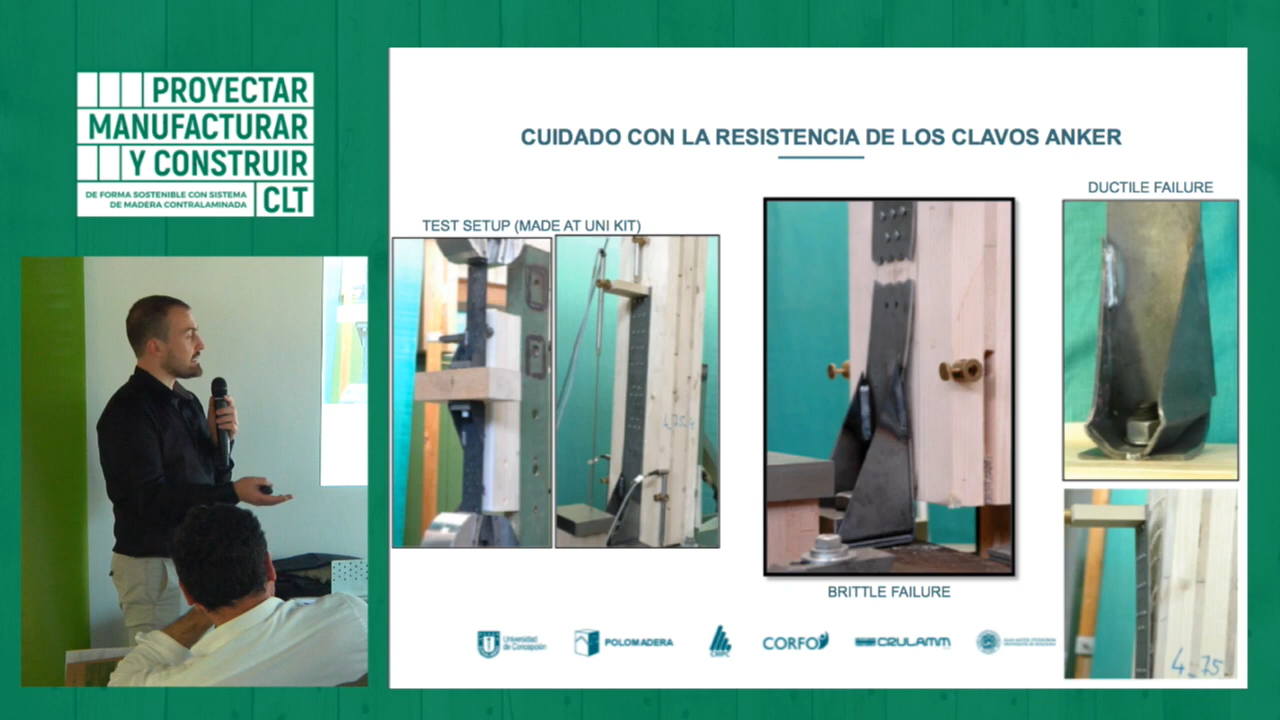 PROYECTAR
MANUFACTURAR
Y CONSTRUIR
DE FORMA SOSTENIBLE CON SISTEMA
DE MADERA CONTRALAMINADA
CLT
CUIDADO CON LA RESISTENCIA DE LOS CLAVOS ANKER
DUCTILE FAILURE
TEST SETUP (MADE AT UNI KIT)
BRITTLE FAILURE
4.75
Universidad
de Concepción
POLOMADERA
CMPC
CORFO
CRULAMM